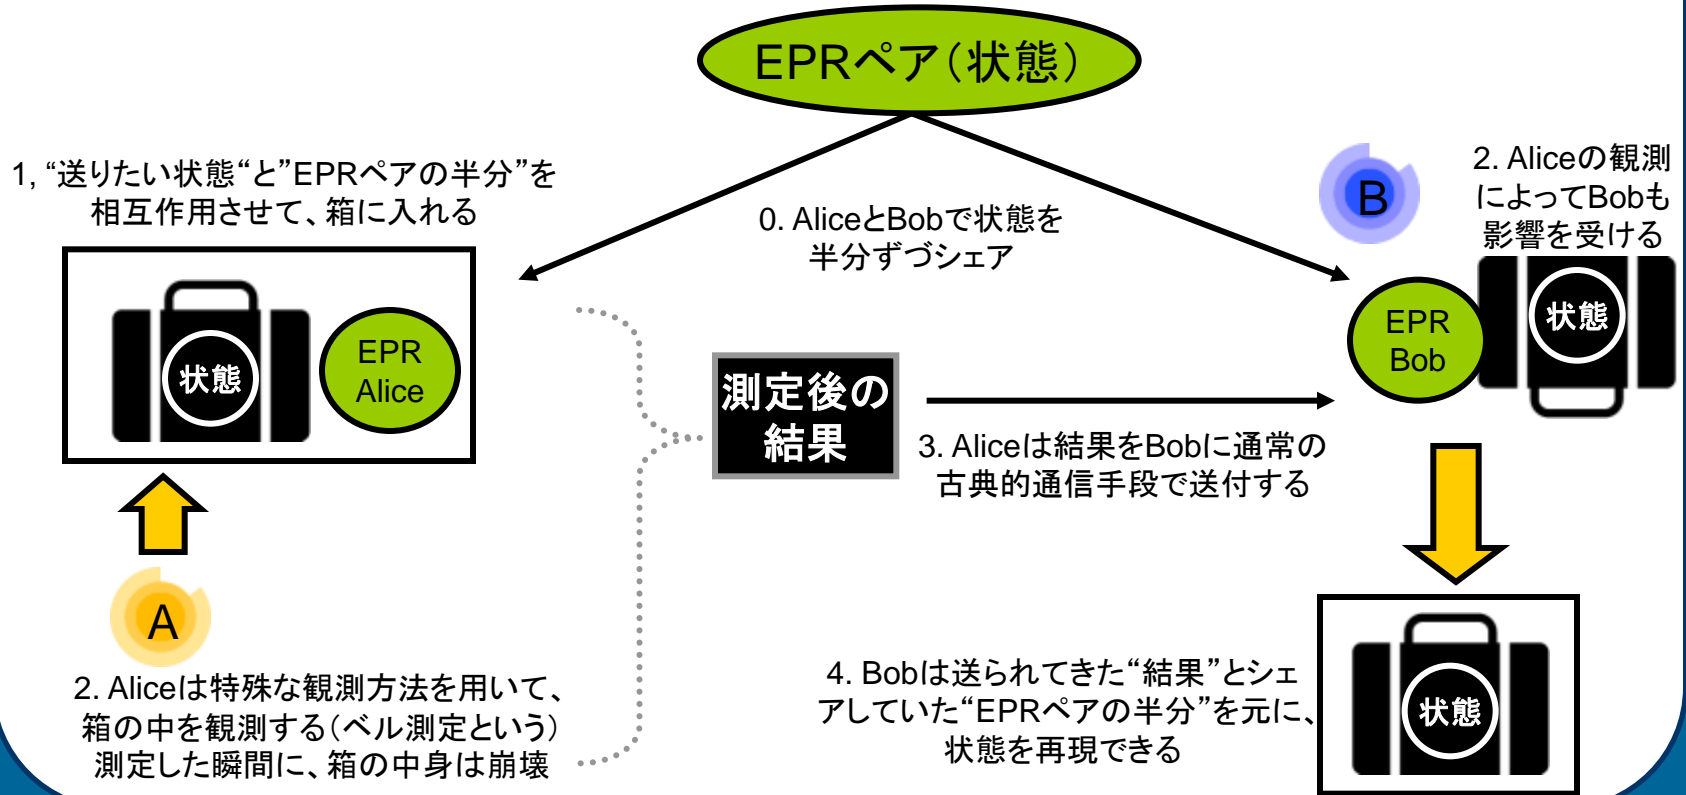 EPRペア(状態)
1, “送りたい状態“と”EPRペアの半分”を
相互作用させて、箱に入れる
0. AliceとBobで状態を
半分ずづシェア
B
2. Aliceの観測
によってBobも
影響を受ける
状態
EPR
Alice
測定後の
結果
EPR
Bob
状態
3. Aliceは結果をBobに通常の
古典的通信手段で送付する
A
2. Aliceは特殊な観測方法を用いて、
箱の中を観測する(ベル測定という)
測定した瞬間に、箱の中身は崩壊
4. Bobは送られてきた“結果”とシェ
アしていた“EPRペアの半分”を元に、
状態を再現できる
状態